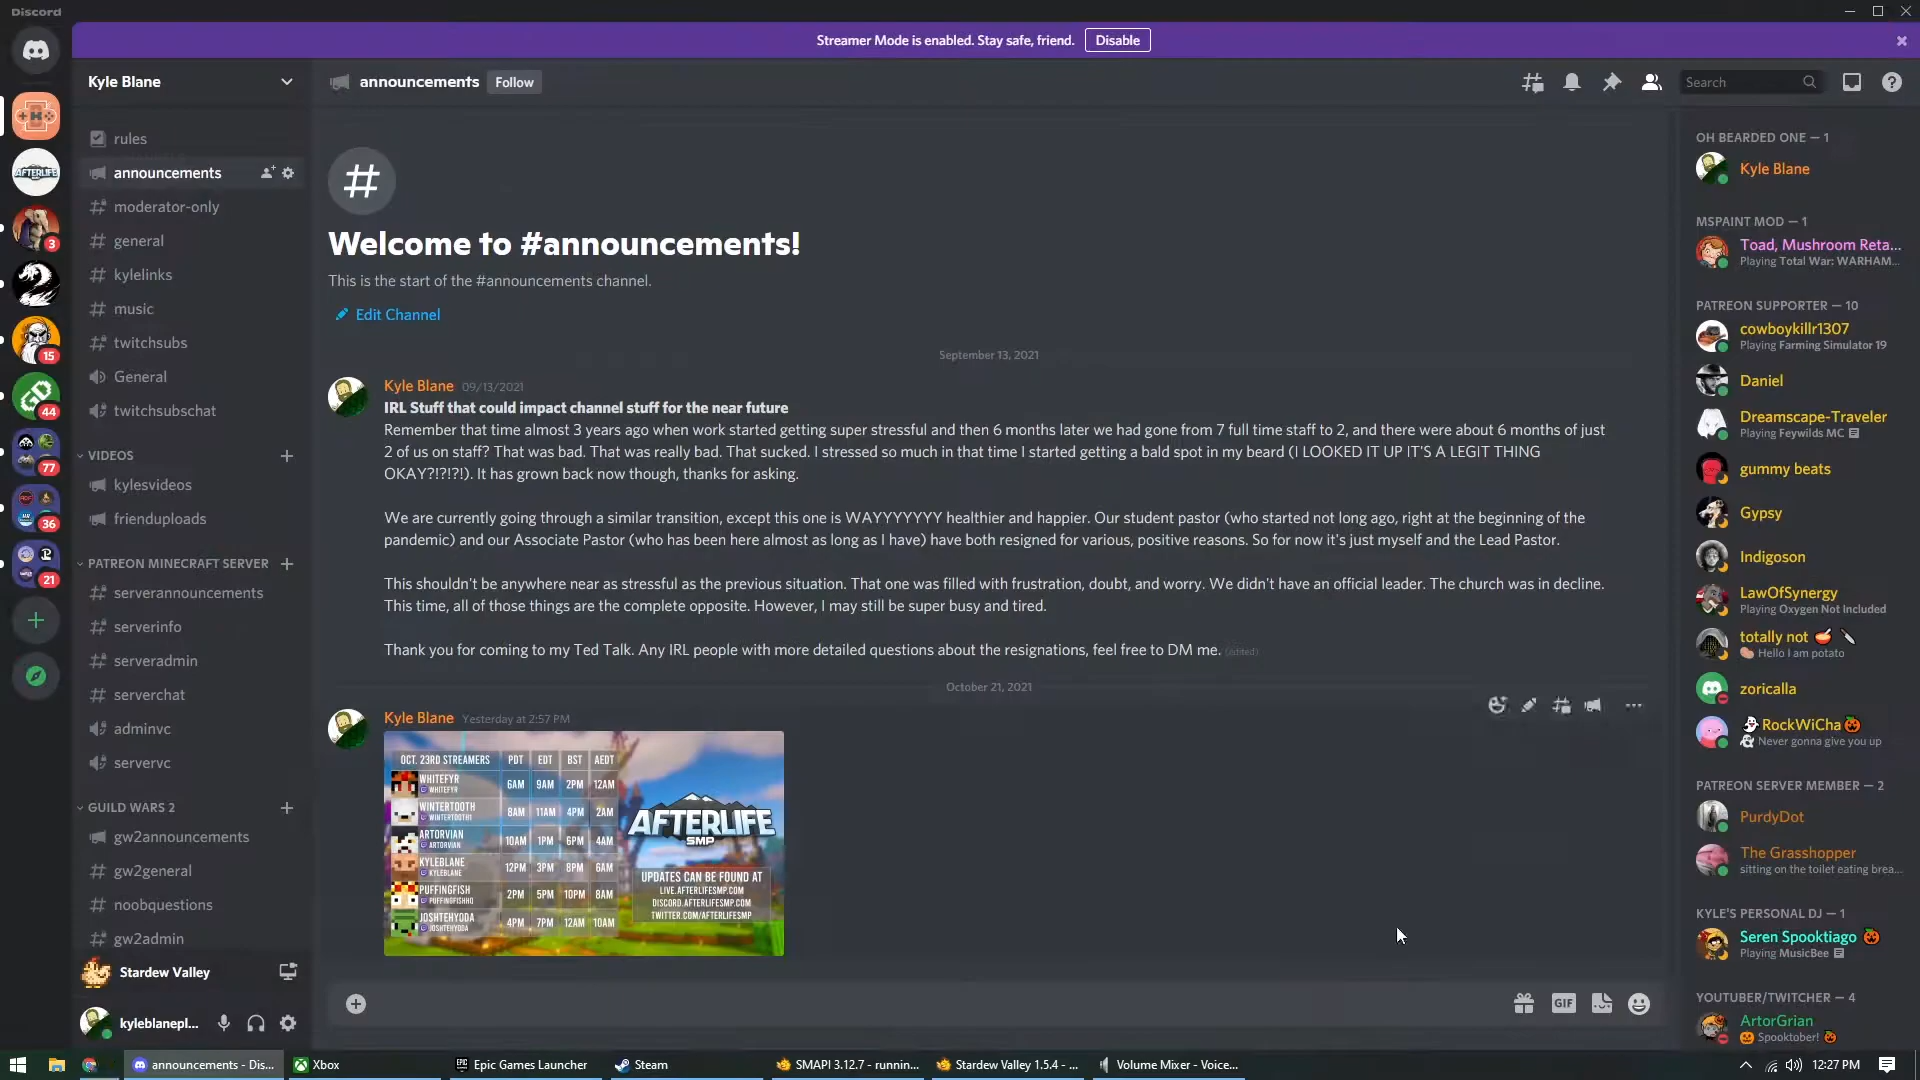 Discord
Streamer Mode is enabled. Stay safe, friend.
Disable
Kyle Blane
announcements
Follow
Search
rules
announcements
moderator-only
general
kylelinks
music
twitchsubs
General
twitchsubschat
VIDEOS
kylesvideos
frienduploads
PATREON MINECRAFT SERVER
serverannouncements
serverinfo
serveradmin
serverchat
adminvc
servervc
GUILD WARS 2
gw2announcements
gw2general
noobquestions
gw2admin
Stardew Valley
kyleblanepl...
AFTERLIFE
3
15
44
77
36
21
Welcome to #announcements!
This is the start of the #announcements channel.
Edit Channel
September 13, 2021
Kyle Blane 09/13/2021
IRL Stuff that could impact channel stuff for the near future
Remember that time almost 3 years ago when work started getting super stressful and then 6 months later we had gone from 7 full time staff to 2, and there were about 6 months of just
2 of us on staff? That was bad. That was really bad. That sucked. I stressed so much in that time I started getting a bald spot in my beard (I LOOKED IT UP IT'S A LEGIT THING
OKAY?!?!?!). It has grown back now though, thanks for asking.
We are currently going through a similar transition, except this one is WAYYYYYYY healthier and happier. Our student pastor (who started not long ago, right at the beginning of the
pandemic) and our Associate Pastor (who has been here almost as long as I have) have both resigned for various, positive reasons. So for now it's just myself and the Lead Pastor.
This shouldn't be anywhere near as stressful as the previous situation. That one was filled with frustration, doubt, and worry. We didn't have an official leader. The church was in decline.
This time, all of those things are the complete opposite. However, I may still be super busy and tired.
Thank you for coming to my Ted Talk. Any IRL people with more detailed questions about the resignations, feel free to DM me. (edited)
October 21, 2021
Kyle Blane Yesterday at 2:57 PM
OCT. 23RD STREAMERS PDT EDT BST AEDT
WHITEFYR 6AM 9AM 2PM 12AM
WHITEFYR
WINTERTOOTH 8AM 11AM 4PM 2AM
WINTERTOOTH1
ARTORVIAN 10AM 1PM 6PM 4AM
ARTORVIAN
KYLEBLANE 12PM 3PM 8PM 6AM
KYLEBLANE
PUFFINGFISH 2PM 5PM 10PM 8AM
PUFFINGFISHHQ
JOSHTEHYODA 4PM 7PM 12AM 10AM
JOSHTEHYODA
AFTERLIFE
SMP
UPDATES CAN BE FOUND AT
LIVE.AFTERLIFESMP.COM
DISCORD.AFTERLIFESMP.COM
TWITTER.COM/AFTERLIFESMP
GIF
OH BEARDED ONE — 1
Kyle Blane
MSPAINT MOD — 1
Toad, Mushroom Reta...
Playing Total War: WARHAM...
PATREON SUPPORTER — 10
cowboykillr1307
Playing Farming Simulator 19
Daniel
Dreamscape-Traveler
Playing Feywilds MC
gummy beats
Gypsy
Indigoson
LawOfSynergy
Playing Oxygen Not Included
totally not
Hello I am potato
zoricalla
RockWiCha
Never gonna give you up
PATREON SERVER MEMBER — 2
PurdyDot
The Grasshopper
sitting on the toilet eating brea...
KYLE'S PERSONAL DJ — 1
Seren Spooktiago
Playing MusicBee
YOUTUBER/TWITCHER — 4
ArtorGrian
Spooktober!
announcements - Dis...
Xbox
Epic Games Launcher
Steam
SMAPI 3.12.7 - runnin...
Stardew Valley 1.5.4 - ...
Volume Mixer - Voice...
12:27 PM